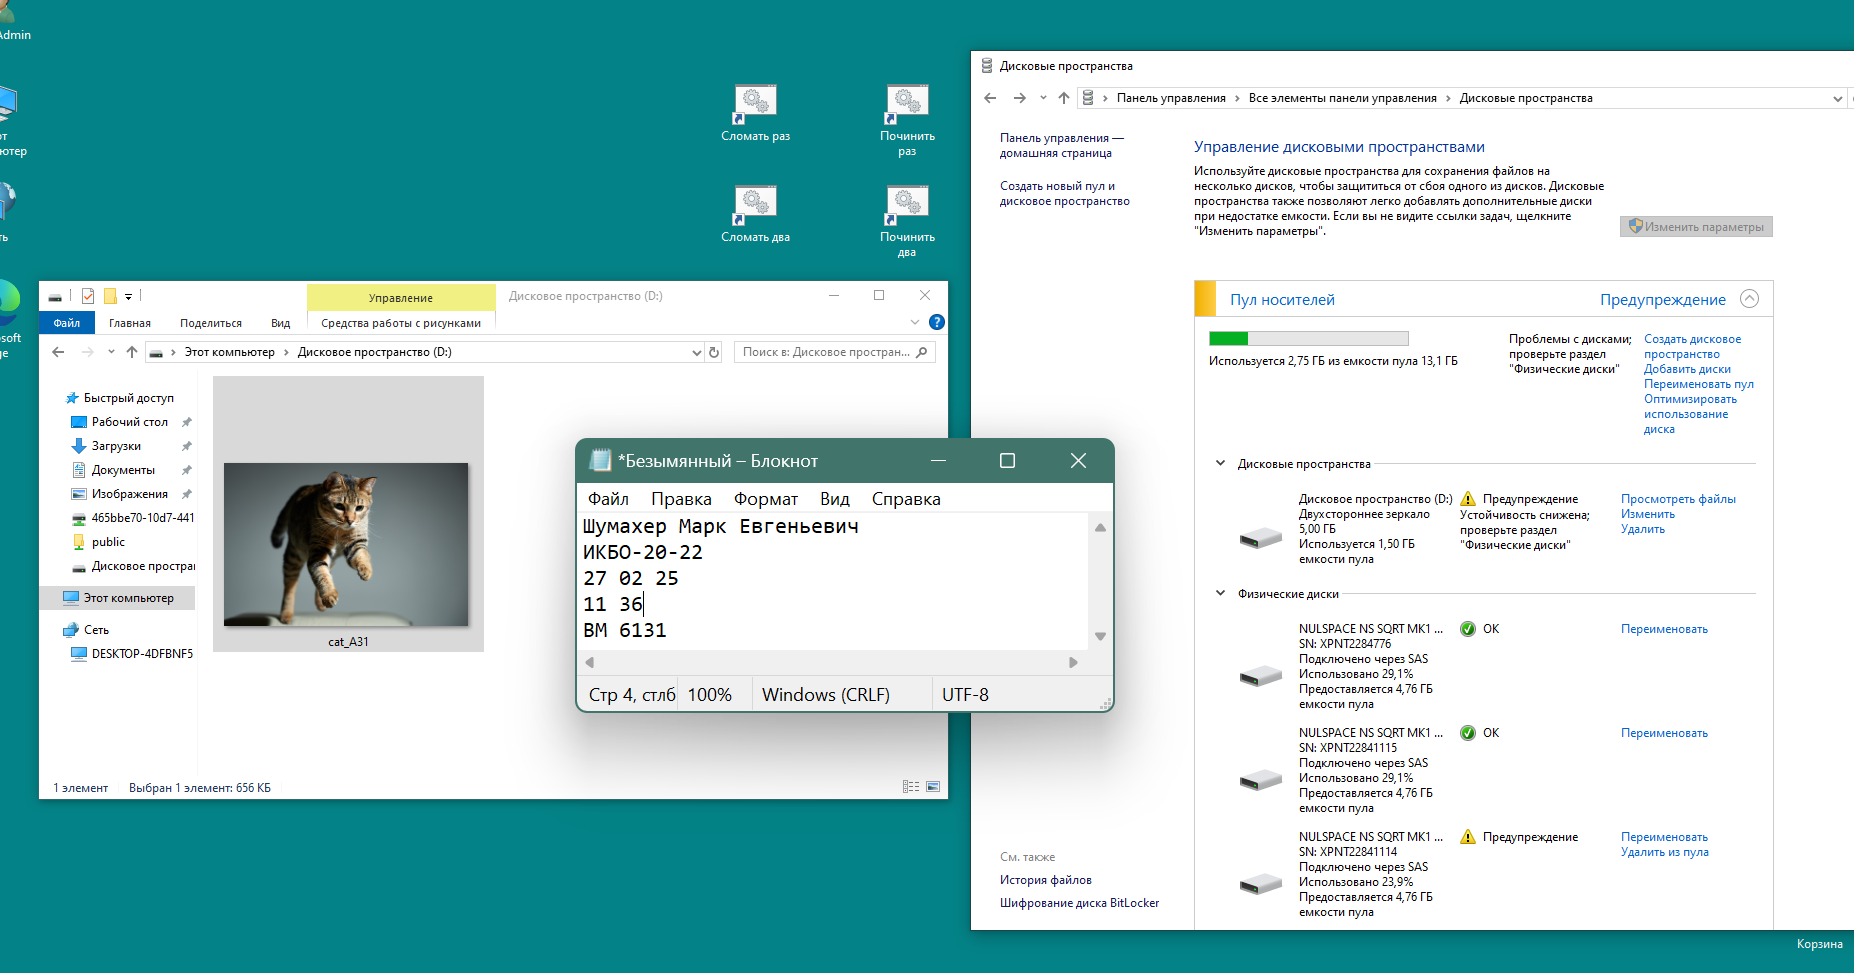 Admin
от
ютер
ть
soft
ge
Сломать раз
Починить
раз
Сломать два
Починить
два
Корзина
Управление
Дисковое пространство (D:)
Файл
Главная
Поделиться
Вид
Средства работы с рисунками
Этот компьютер > Дисковое пространство (D:)
Поиск в: Дисковое простран...
Быстрый доступ
Рабочий стол
Загрузки
Документы
Изображения
465bbe70-10d7-441
public
Дисковое простра
Этот компьютер
Сеть
DESKTOP-4DFBNF5
cat_A31
1 элемент
Выбран 1 элемент: 656 КБ
*Безымянный – Блокнот
Файл Правка Формат Вид Справка
Шумахер Марк Евгеньевич
ИКБО-20-22
27 02 25
11 36
ВМ 6131
Стр 4, стлб
100%
Windows (CRLF)
UTF-8
Дисковые пространства
Панель управления > Все элементы панели управления > Дисковые пространства
Панель управления —
домашняя страница
Создать новый пул и
дисковое пространство
Управление дисковыми пространствами
Используйте дисковые пространства для сохранения файлов на
несколько дисков, чтобы защититься от сбоя одного из дисков. Дисковые
пространства также позволяют легко добавлять дополнительные диски
при недостатке емкости. Если вы не видите ссылки задач, щелкните
"Изменить параметры".
Изменить параметры
Пул носителей
Предупреждение
Используется 2,75 ГБ из емкости пула 13,1 ГБ
Проблемы с дисками;
проверьте раздел
"Физические диски"
Создать дисковое
пространство
Добавить диски
Переименовать пул
Оптимизировать
использование
диска
Дисковые пространства
Дисковое пространство (D:)
Двухстороннее зеркало
5,00 ГБ
Используется 1,50 ГБ
емкости пула
Предупреждение
Устойчивость снижена;
проверьте раздел
"Физические диски"
Просмотреть файлы
Изменить
Удалить
Физические диски
NULSPACE NS SQRT MK1 ...
SN: XPNT2284776
Подключено через SAS
Использовано 29,1%
Предоставляется 4,76 ГБ
емкости пула
OK
Переименовать
NULSPACE NS SQRT MK1 ...
SN: XPNT22841115
Подключено через SAS
Использовано 29,1%
Предоставляется 4,76 ГБ
емкости пула
OK
Переименовать
NULSPACE NS SQRT MK1 ...
SN: XPNT22841114
Подключено через SAS
Использовано 23,9%
Предоставляется 4,76 ГБ
емкости пула
Предупреждение
Переименовать
Удалить из пула
См. также
История файлов
Шифрование диска BitLocker